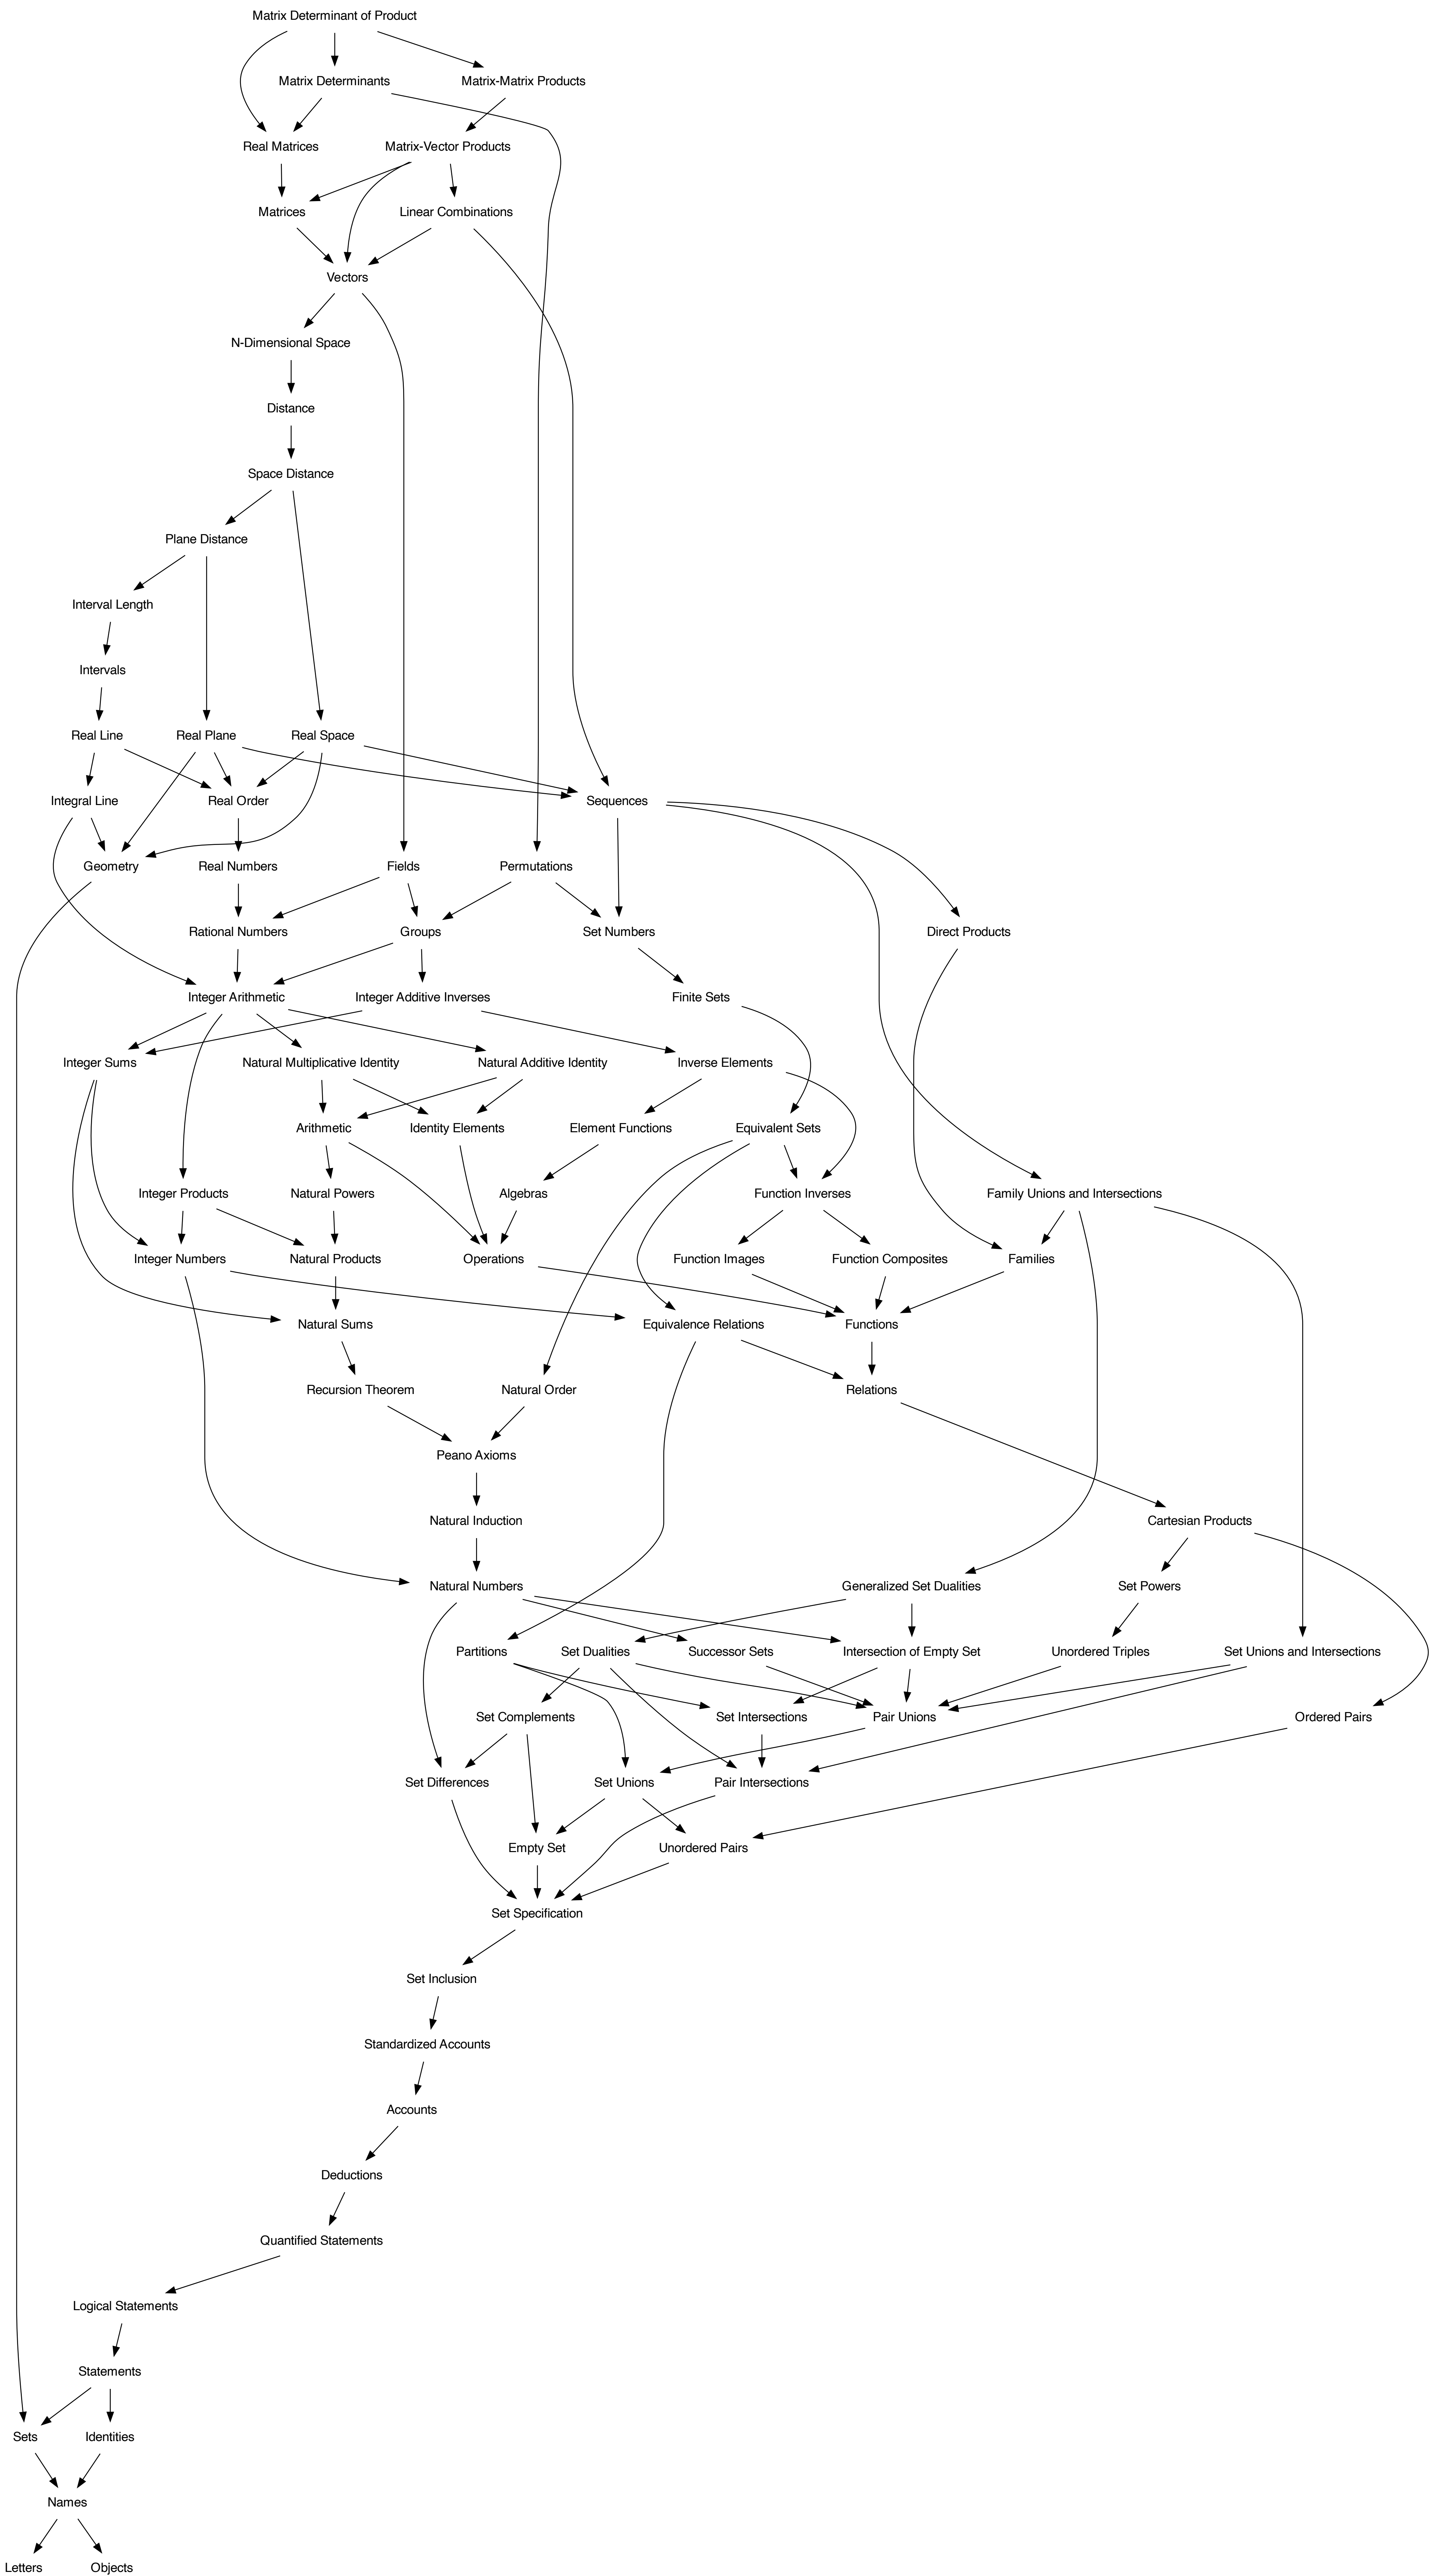 Matrix Determinant of Product
Matrix Determinants
Matrix-Matrix Products
Real Matrices
Matrix-Vector Products
Matrices
Linear Combinations
Vectors
N-Dimensional Space
Distance
Space Distance
Plane Distance
Interval Length
Intervals
Real Line
Real Plane
Real Space
Integral Line
Real Order
Sequences
Geometry
Real Numbers
Fields
Permutations
Rational Numbers
Groups
Set Numbers
Direct Products
Integer Arithmetic
Integer Additive Inverses
Finite Sets
Integer Sums
Natural Multiplicative Identity
Natural Additive Identity
Inverse Elements
Arithmetic
Identity Elements
Element Functions
Equivalent Sets
Integer Products
Natural Powers
Algebras
Function Inverses
Family Unions and Intersections
Integer Numbers
Natural Products
Operations
Function Images
Function Composites
Families
Natural Sums
Equivalence Relations
Functions
Recursion Theorem
Natural Order
Relations
Peano Axioms
Natural Induction
Cartesian Products
Natural Numbers
Generalized Set Dualities
Set Powers
Partitions
Set Dualities
Successor Sets
Intersection of Empty Set
Unordered Triples
Set Unions and Intersections
Set Complements
Set Intersections
Pair Unions
Ordered Pairs
Set Differences
Set Unions
Pair Intersections
Empty Set
Unordered Pairs
Set Specification
Set Inclusion
Standardized Accounts
Accounts
Deductions
Quantified Statements
Logical Statements
Statements
Sets
Identities
Names
Letters
Objects